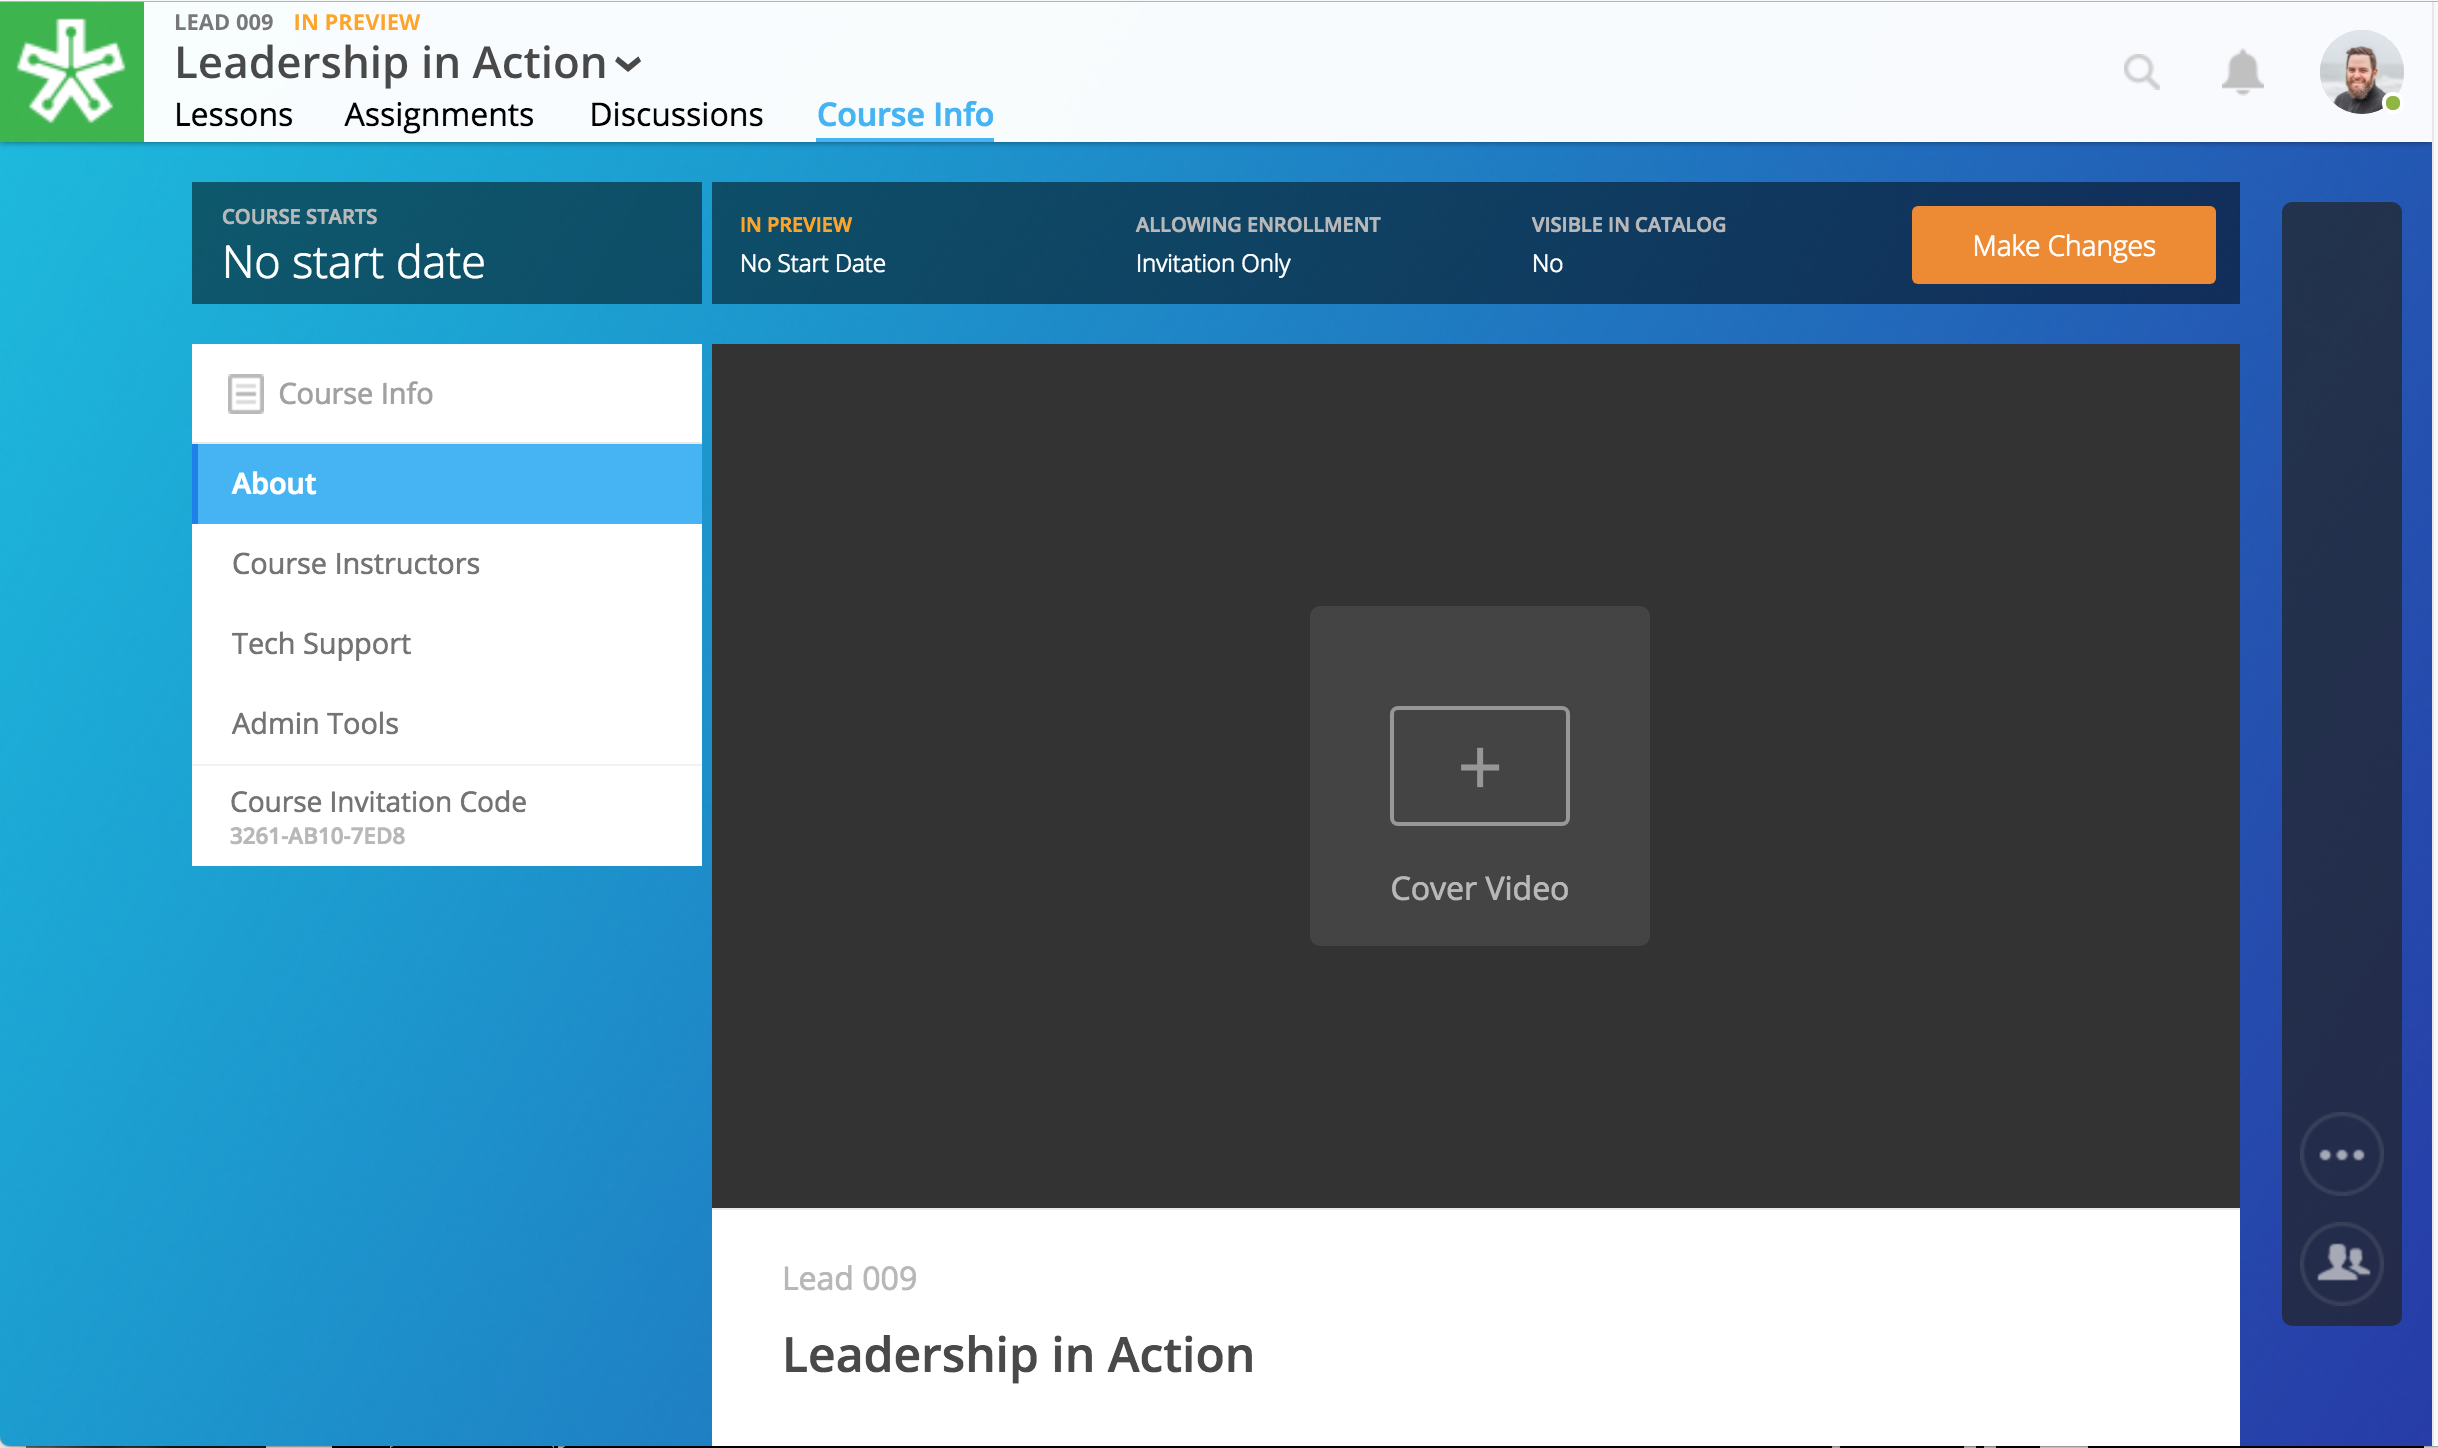 LEAD 009 IN PREVIEW
Leadership in Action
Lessons Assignments Discussions Course Info
COURSE STARTS
No start date
IN PREVIEW
No Start Date
ALLOWING ENROLLMENT
Invitation Only
VISIBLE IN CATALOG
No
Make Changes
Course Info
About
Course Instructors
Tech Support
Admin Tools
Course Invitation Code
3261-AB10-7ED8
Cover Video
Lead 009
Leadership in Action